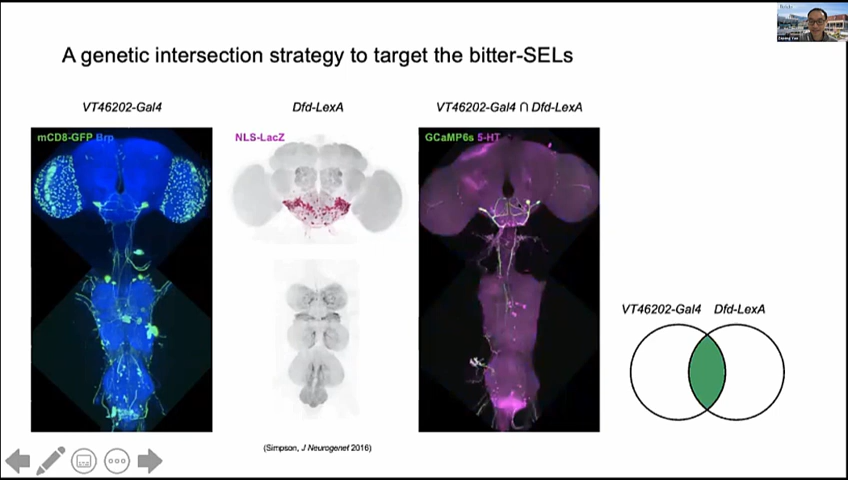 A genetic intersection strategy to target the bitter-SELs
VT46202-Gal4
Dfd-LexA
VT46202-Gal4 ∩ Dfd-LexA
mCD8-GFP Brp
NLS-LacZ
GCaMP6s 5-HT
VT46202-Gal4 Dfd-LexA
(Simpson, J Neurogenet 2016)